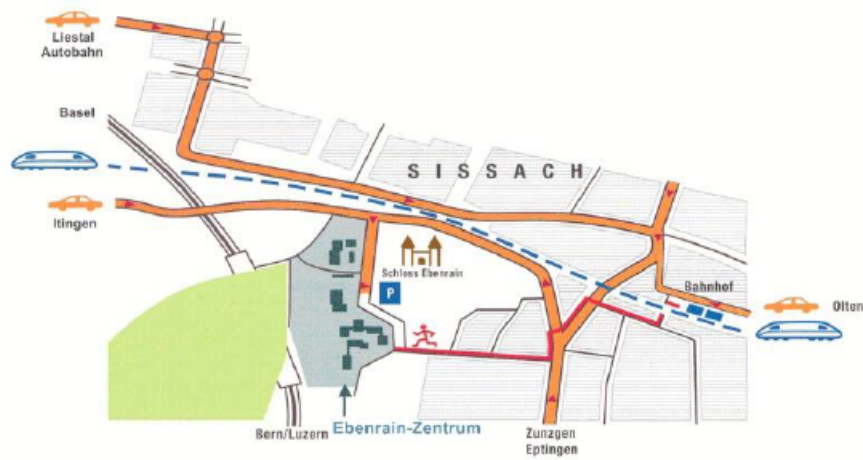 Liestal
Autobahn
Basel
SISSACH
Itingen
Schloss Ebenrain
P
Bahnhof
Olten
Bern/Luzern
Ebenrain-Zentrum
Zunzgen
Eptingen